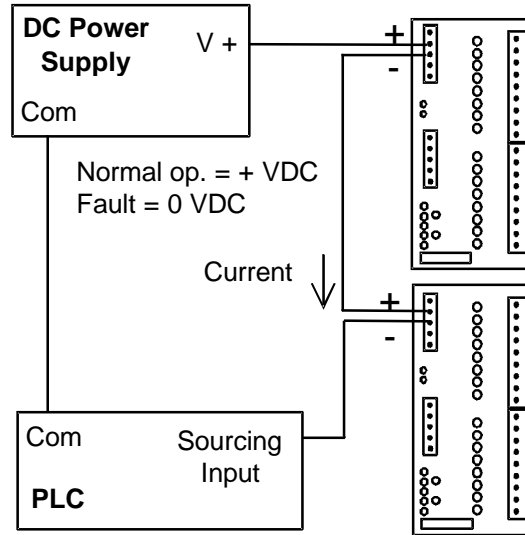 DC Power
Supply
V +
+
-
Com
Normal op. = + VDC
Fault = 0 VDC
Current
+
-
Com
Sourcing
Input
PLC